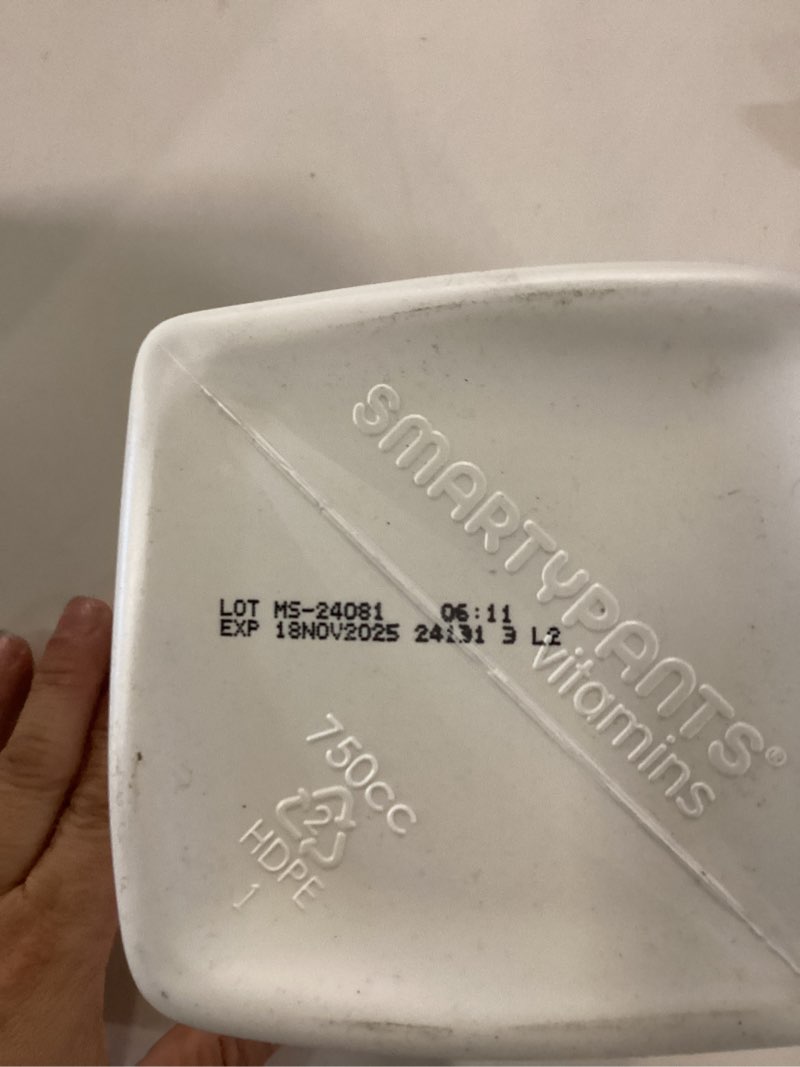 SMARTYPANTS®
vitamins
LOT MS-24081 06:11
EXP 18NOV2025 24131 3 L2
750cc
2
HDPE
1